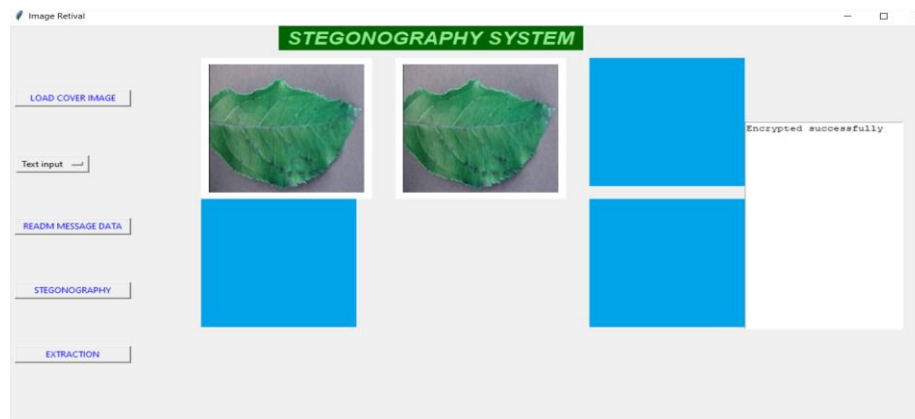 Image Retival
STEGONOGRAPHY SYSTEM
LOAD COVER IMAGE
Encrypted successfully
Text input
READM MESSAGE DATA
STEGONOGRAPHY
EXTRACTION